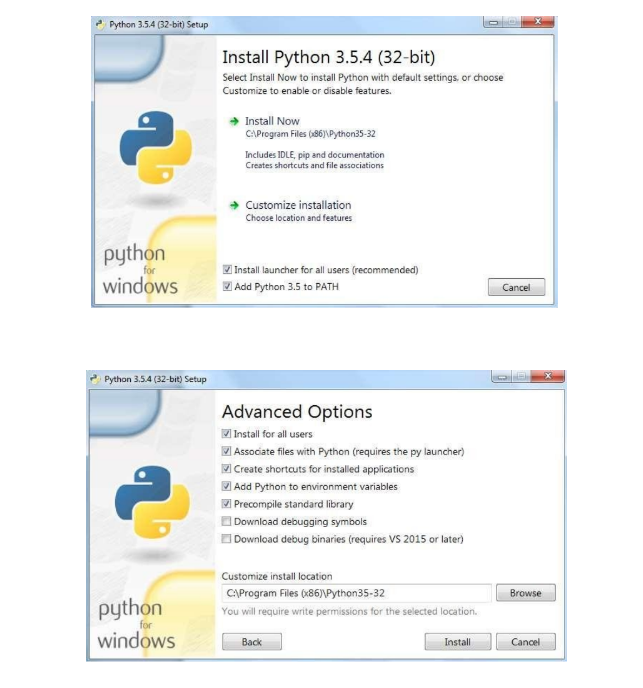 Python 3.5.4 (32-bit) Setup
Install Python 3.5.4 (32-bit)
Select Install Now to install Python with default settings, or choose
Customize to enable or disable features.
Install Now
C:\Program Files (x86)\Python35-32
Includes IDLE, pip and documentation
Creates shortcuts and file associations
Customize installation
Choose location and features
python
for
windows
Install launcher for all users (recommended)
Add Python 3.5 to PATH
Cancel
Python 3.5.4 (32-bit) Setup
Advanced Options
Install for all users
Associate files with Python (requires the py launcher)
Create shortcuts for installed applications
Add Python to environment variables
Precompile standard library
Download debugging symbols
Download debug binaries (requires VS 2015 or later)
Customize install location
C:\Program Files (x86)\Python35-32
Browse
You will require write permissions for the selected location.
python
for
windows
Back
Install
Cancel